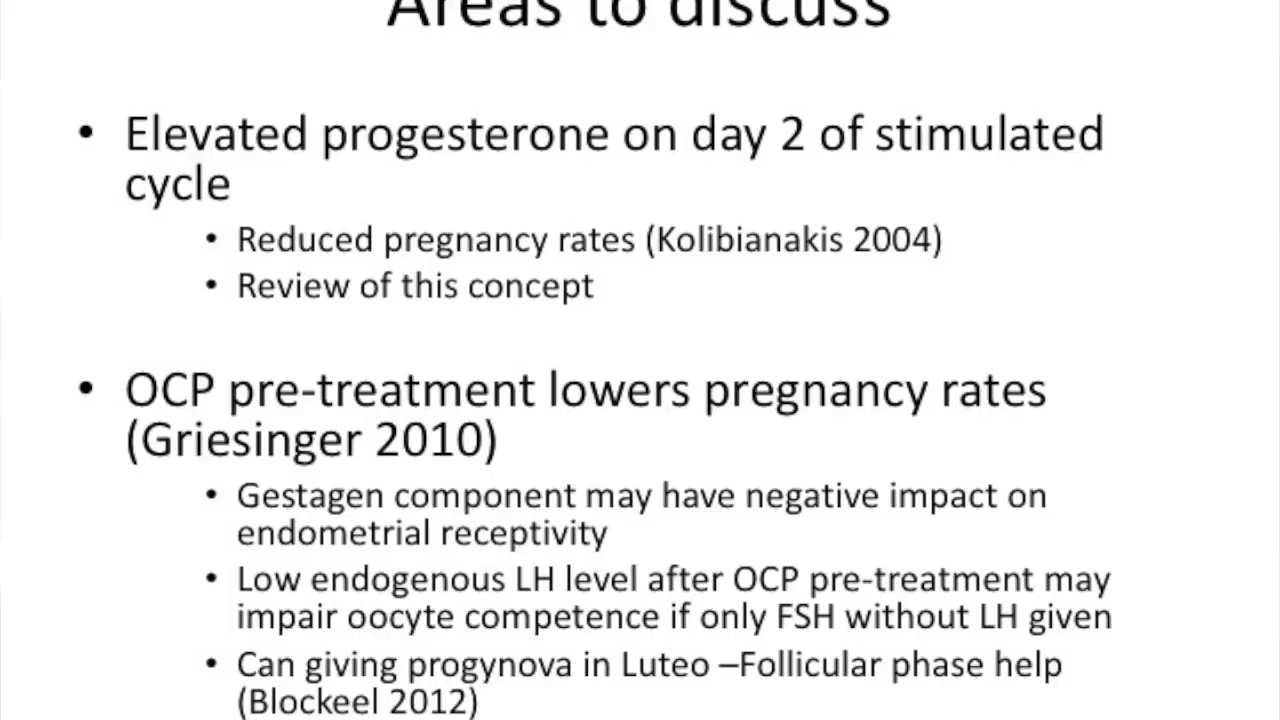 Areas to discuss
• Elevated progesterone on day 2 of stimulated
cycle
• Reduced pregnancy rates (Kolibianakis 2004)
• Review of this concept
• OCP pre-treatment lowers pregnancy rates
(Griesinger 2010)
• Gestagen component may have negative impact on
endometrial receptivity
• Low endogenous LH level after OCP pre-treatment may
impair oocyte competence if only FSH without LH given
• Can giving progynova in Luteo –Follicular phase help
(Blockeel 2012)